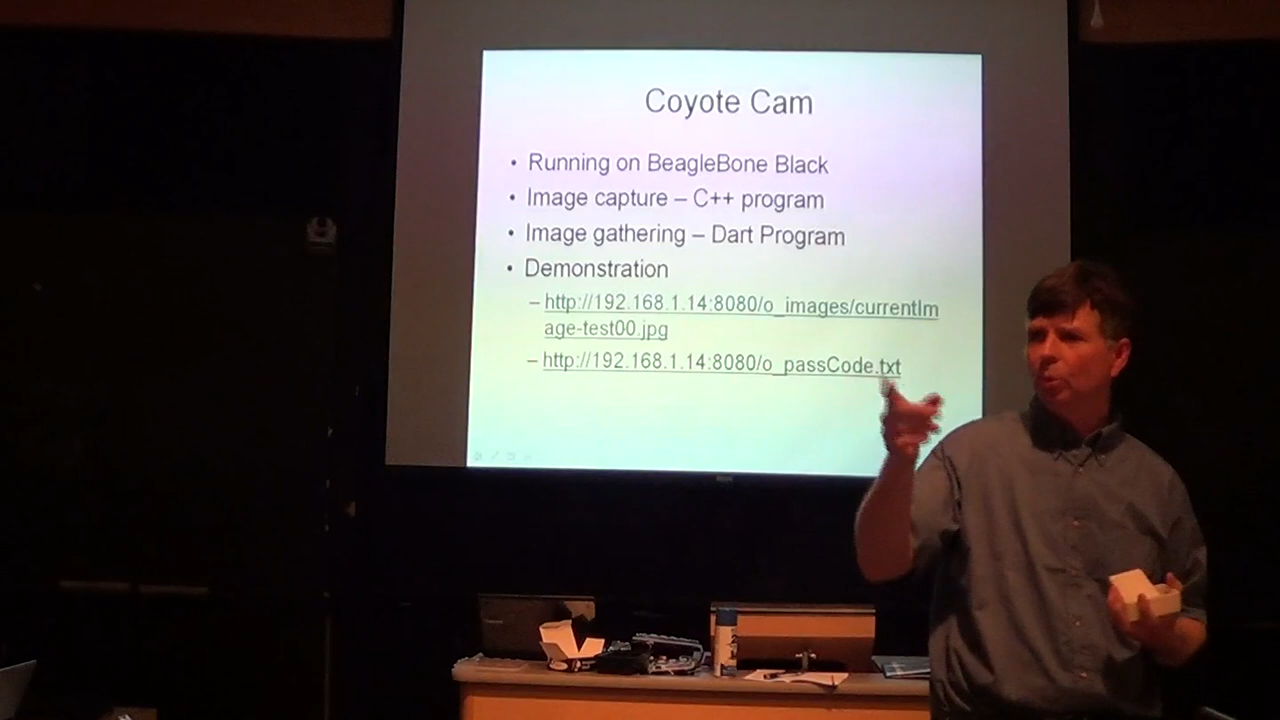 Coyote Cam
• Running on BeagleBone Black
• Image capture – C++ program
• Image gathering – Dart Program
• Demonstration
– http://192.168.1.14:8080/o_images/currentIm
age-test00.jpg
– http://192.168.1.14:8080/o_passCode.txt